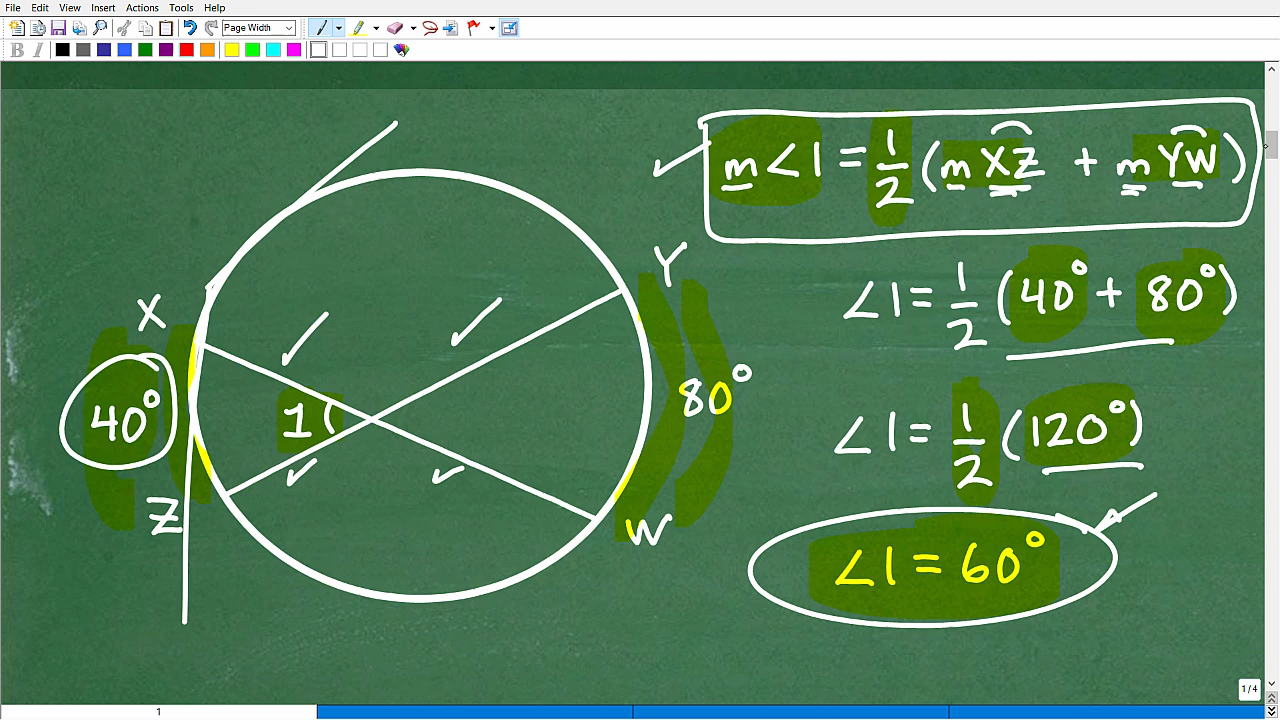 File Edit View Insert Actions Tools Help
Page Width
B I
m∠1 = 1/2 (m XZ + m YW)
Y
∠1 = 1/2 (40° + 80°)
X
80°
40°
1
∠1 = 1/2 (120°)
Z
W
∠1 = 60°
1/4
1